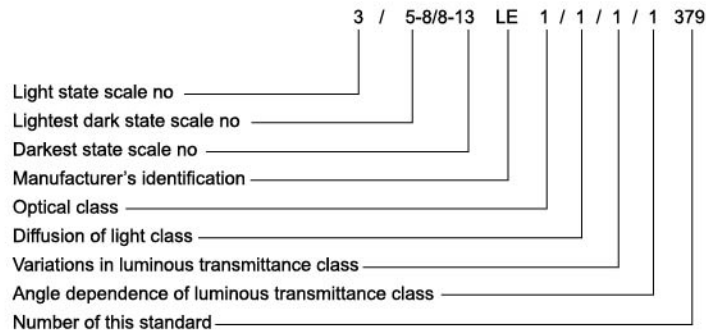 3 / 5-8/8-13 LE 1 / 1 / 1 / 1 379
Light state scale no
Lightest dark state scale no
Darkest state scale no
Manufacturer's identification
Optical class
Diffusion of light class
Variations in luminous transmittance class
Angle dependence of luminous transmittance class
Number of this standard